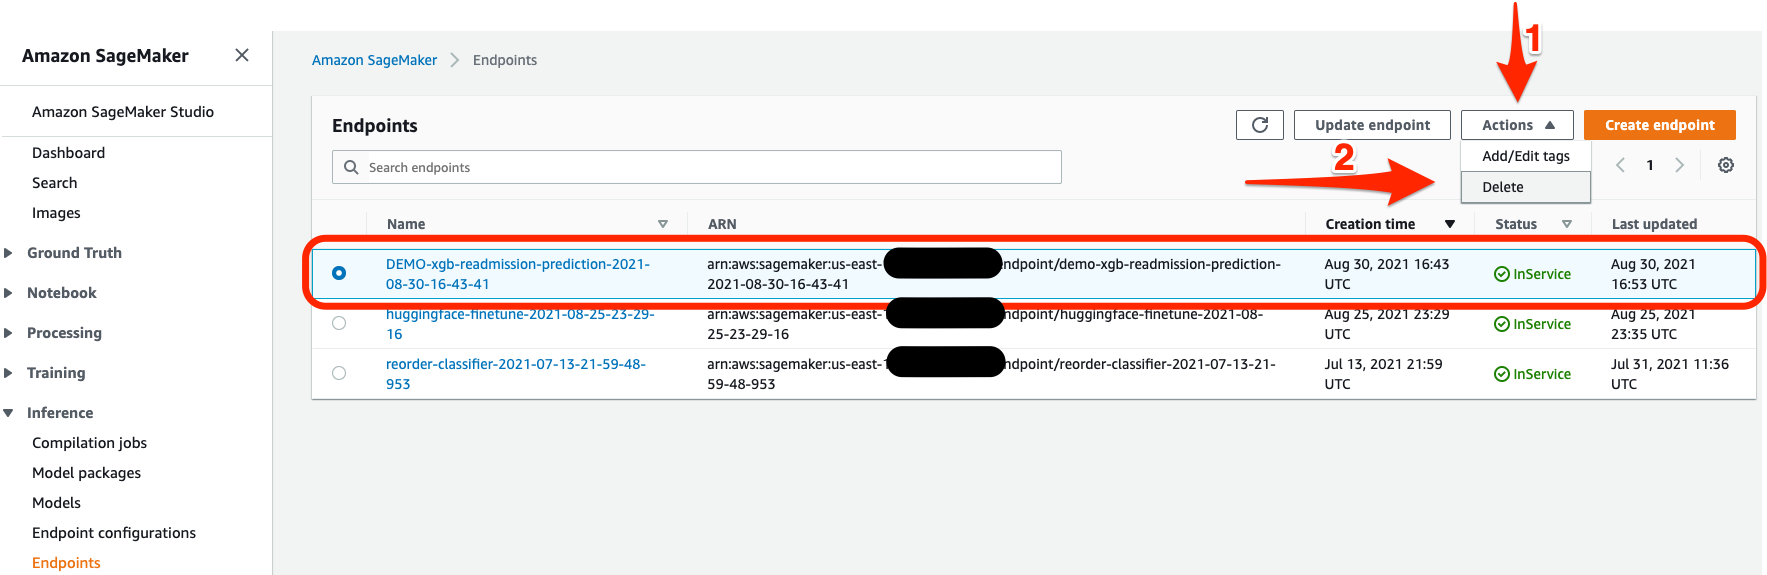 Amazon SageMaker
Amazon SageMaker Studio
Dashboard
Search
Images
Ground Truth
Notebook
Processing
Training
Inference
Compilation jobs
Model packages
Models
Endpoint configurations
Endpoints
Amazon SageMaker > Endpoints
1
Endpoints
Update endpoint
Actions
Create endpoint
Search endpoints
2
Add/Edit tags
Delete
1
Name ARN Creation time Status Last updated
DEMO-xgb-readmission-prediction-2021- arn:aws:sagemaker:us-east- ndpoint/demo-xgb-readmission-prediction- Aug 30, 2021 16:43 InService Aug 30, 2021
08-30-16-43-41 2021-08-30-16-43-41 UTC 16:53 UTC
huggingface-finetune-2021-08-25-23-29- arn:aws:sagemaker:us-east- ndpoint/huggingface-finetune-2021-08- Aug 25, 2021 23:29 InService Aug 25, 2021
16 25-23-29-16 UTC 23:35 UTC
reorder-classifier-2021-07-13-21-59-48- arn:aws:sagemaker:us-east- ndpoint/reorder-classifier-2021-07-13-21- Jul 13, 2021 21:59 InService Jul 31, 2021 11:36
953 59-48-953 UTC UTC